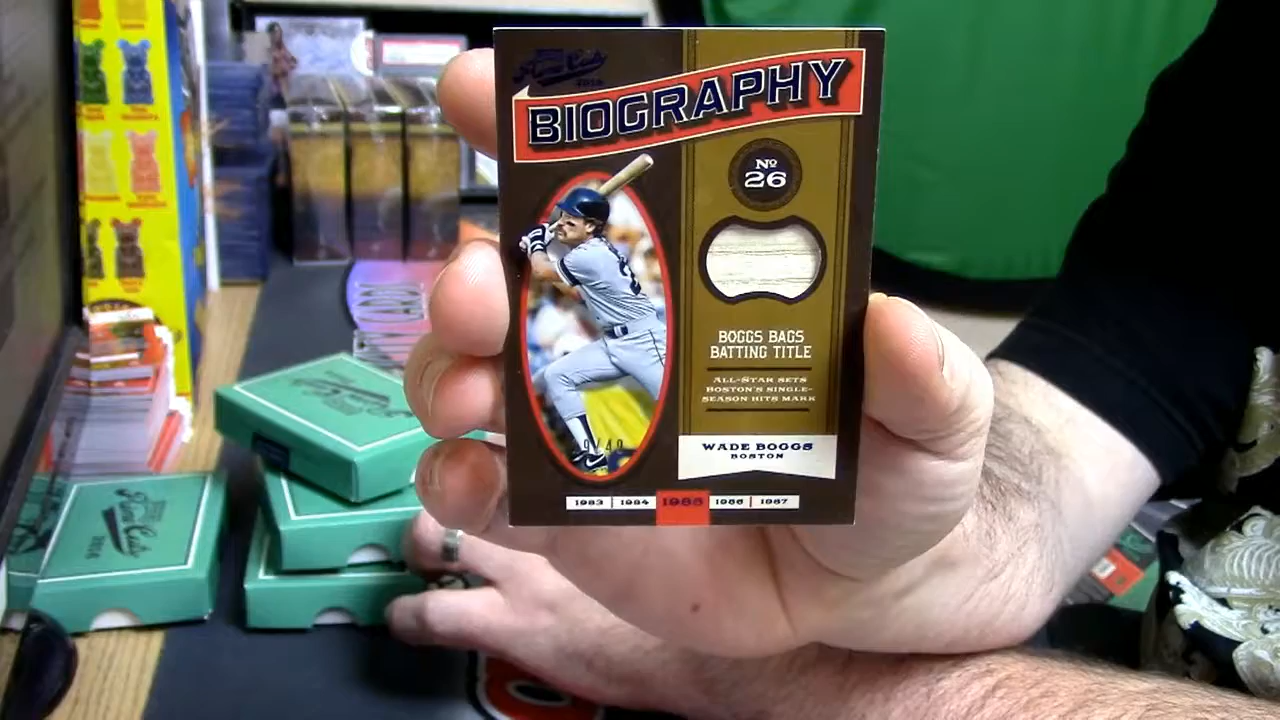 BIOGRAPHY
Nº
26
BOGGS BAGS
BATTING TITLE
ALL-STAR SETS
BOSTON'S SINGLE-
SEASON HITS MARK
WADE BOGGS
BOSTON
1983 1984 1985 1986 1987